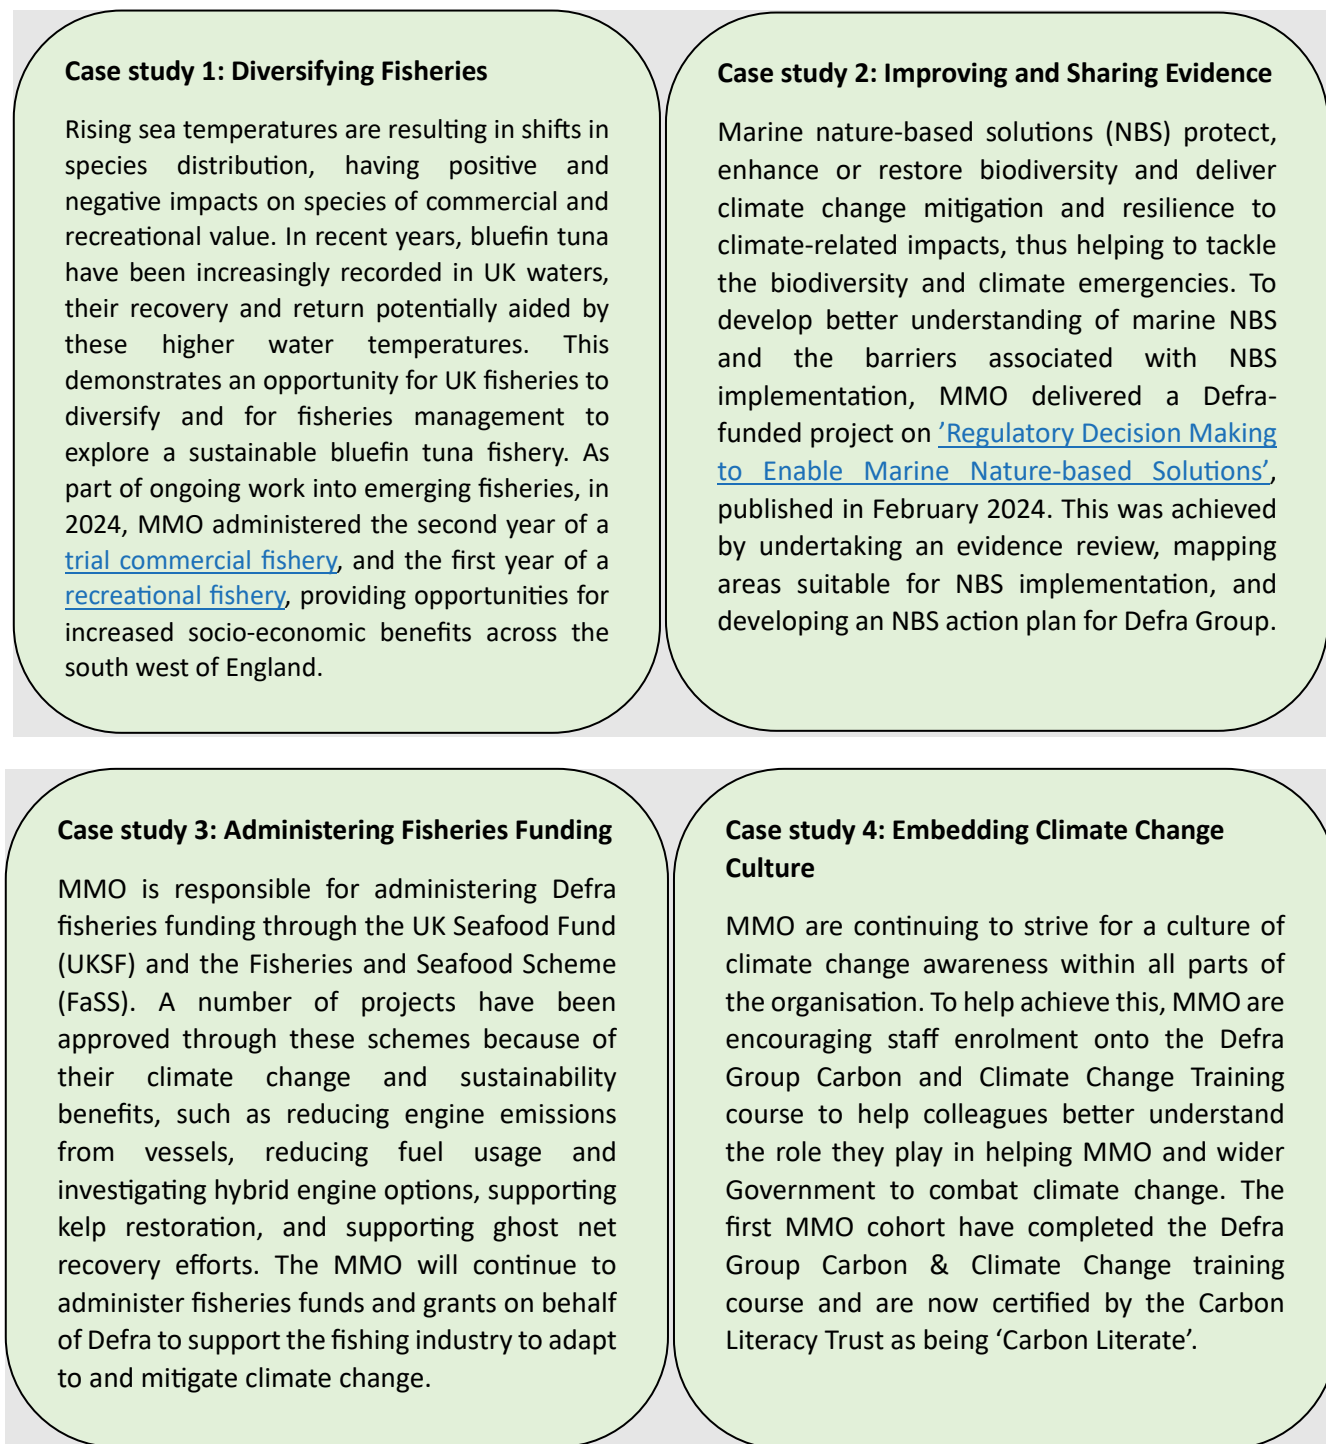 Case study 1: Diversifying Fisheries
Rising sea temperatures are resulting in shifts in
species distribution, having positive and
negative impacts on species of commercial and
recreational value. In recent years, bluefin tuna
have been increasingly recorded in UK waters,
their recovery and return potentially aided by
these higher water temperatures. This
demonstrates an opportunity for UK fisheries to
diversify and for fisheries management to
explore a sustainable bluefin tuna fishery. As
part of ongoing work into emerging fisheries, in
2024, MMO administered the second year of a
trial commercial fishery, and the first year of a
recreational fishery, providing opportunities for
increased socio-economic benefits across the
south west of England.
Case study 2: Improving and Sharing Evidence
Marine nature-based solutions (NBS) protect,
enhance or restore biodiversity and deliver
climate change mitigation and resilience to
climate-related impacts, thus helping to tackle
the biodiversity and climate emergencies. To
develop better understanding of marine NBS
and the barriers associated with NBS
implementation, MMO delivered a Defra-
funded project on ’Regulatory Decision Making
to Enable Marine Nature-based Solutions’,
published in February 2024. This was achieved
by undertaking an evidence review, mapping
areas suitable for NBS implementation, and
developing an NBS action plan for Defra Group.
Case study 3: Administering Fisheries Funding
MMO is responsible for administering Defra
fisheries funding through the UK Seafood Fund
(UKSF) and the Fisheries and Seafood Scheme
(FaSS). A number of projects have been
approved through these schemes because of
their climate change and sustainability
benefits, such as reducing engine emissions
from vessels, reducing fuel usage and
investigating hybrid engine options, supporting
kelp restoration, and supporting ghost net
recovery efforts. The MMO will continue to
administer fisheries funds and grants on behalf
of Defra to support the fishing industry to adapt
to and mitigate climate change.
Case study 4: Embedding Climate Change
Culture
MMO are continuing to strive for a culture of
climate change awareness within all parts of
the organisation. To help achieve this, MMO are
encouraging staff enrolment onto the Defra
Group Carbon and Climate Change Training
course to help colleagues better understand
the role they play in helping MMO and wider
Government to combat climate change. The
first MMO cohort have completed the Defra
Group Carbon & Climate Change training
course and are now certified by the Carbon
Literacy Trust as being ‘Carbon Literate’.